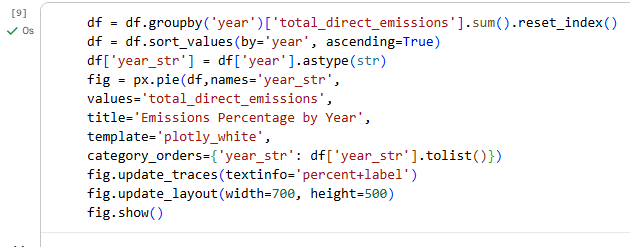 [9]
0s
df = df.groupby('year')['total_direct_emissions'].sum().reset_index()
df = df.sort_values(by='year', ascending=True)
df['year_str'] = df['year'].astype(str)
fig = px.pie(df,names='year_str',
values='total_direct_emissions',
title='Emissions Percentage by Year',
template='plotly_white',
category_orders={'year_str': df['year_str'].tolist()})
fig.update_traces(textinfo='percent+label')
fig.update_layout(width=700, height=500)
fig.show()